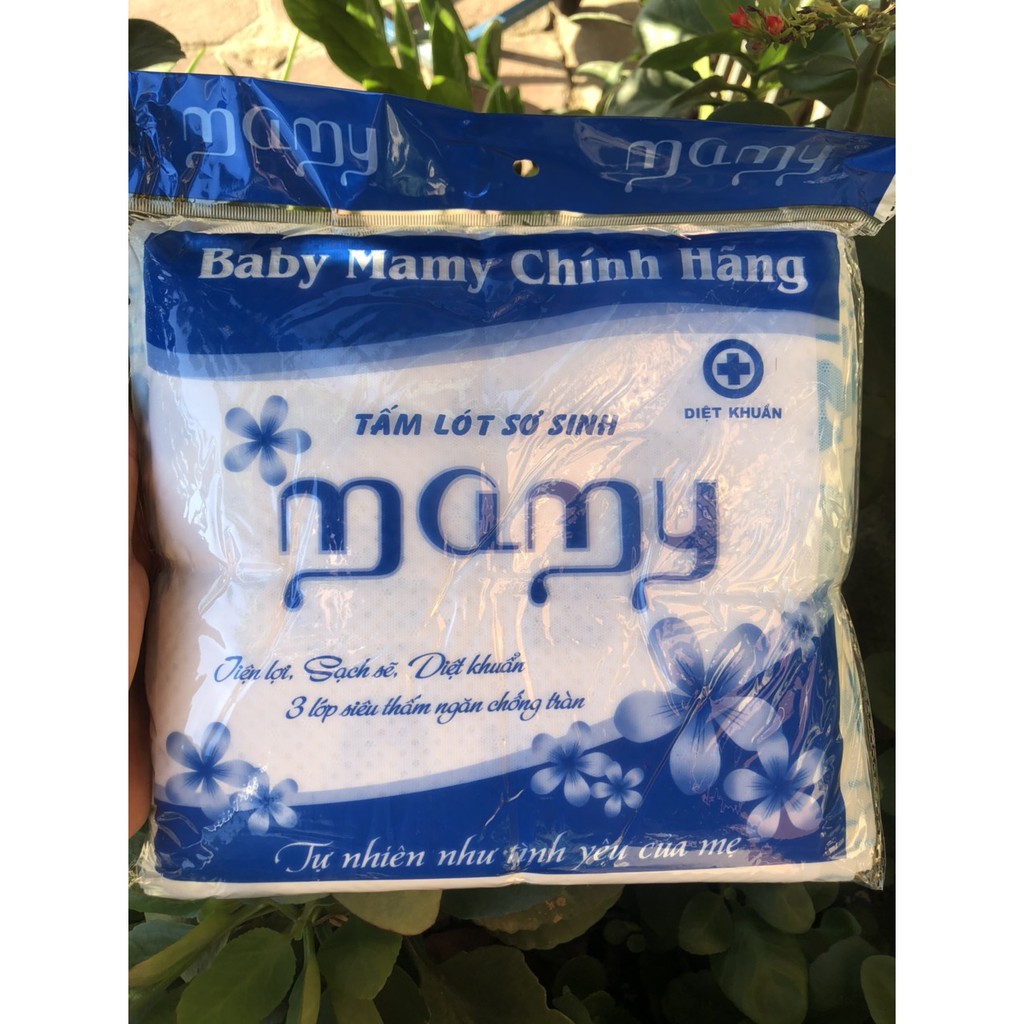 mamy mamy
Baby Mamy Chính Hãng
DIỆT KHUẨN
TẤM LÓT SƠ SINH
mamy
Tiện lợi, Sạch sẽ, Diệt khuẩn
3 lớp siêu thấm ngăn chống tràn
Tự nhiên như tình yêu của mẹ